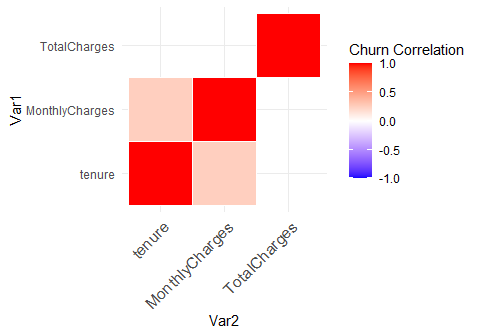 Churn Correlation
1.0
0.5
0.0
-0.5
-1.0
Var1
TotalCharges
MonthlyCharges
tenure
tenure
MonthlyCharges
TotalCharges
Var2